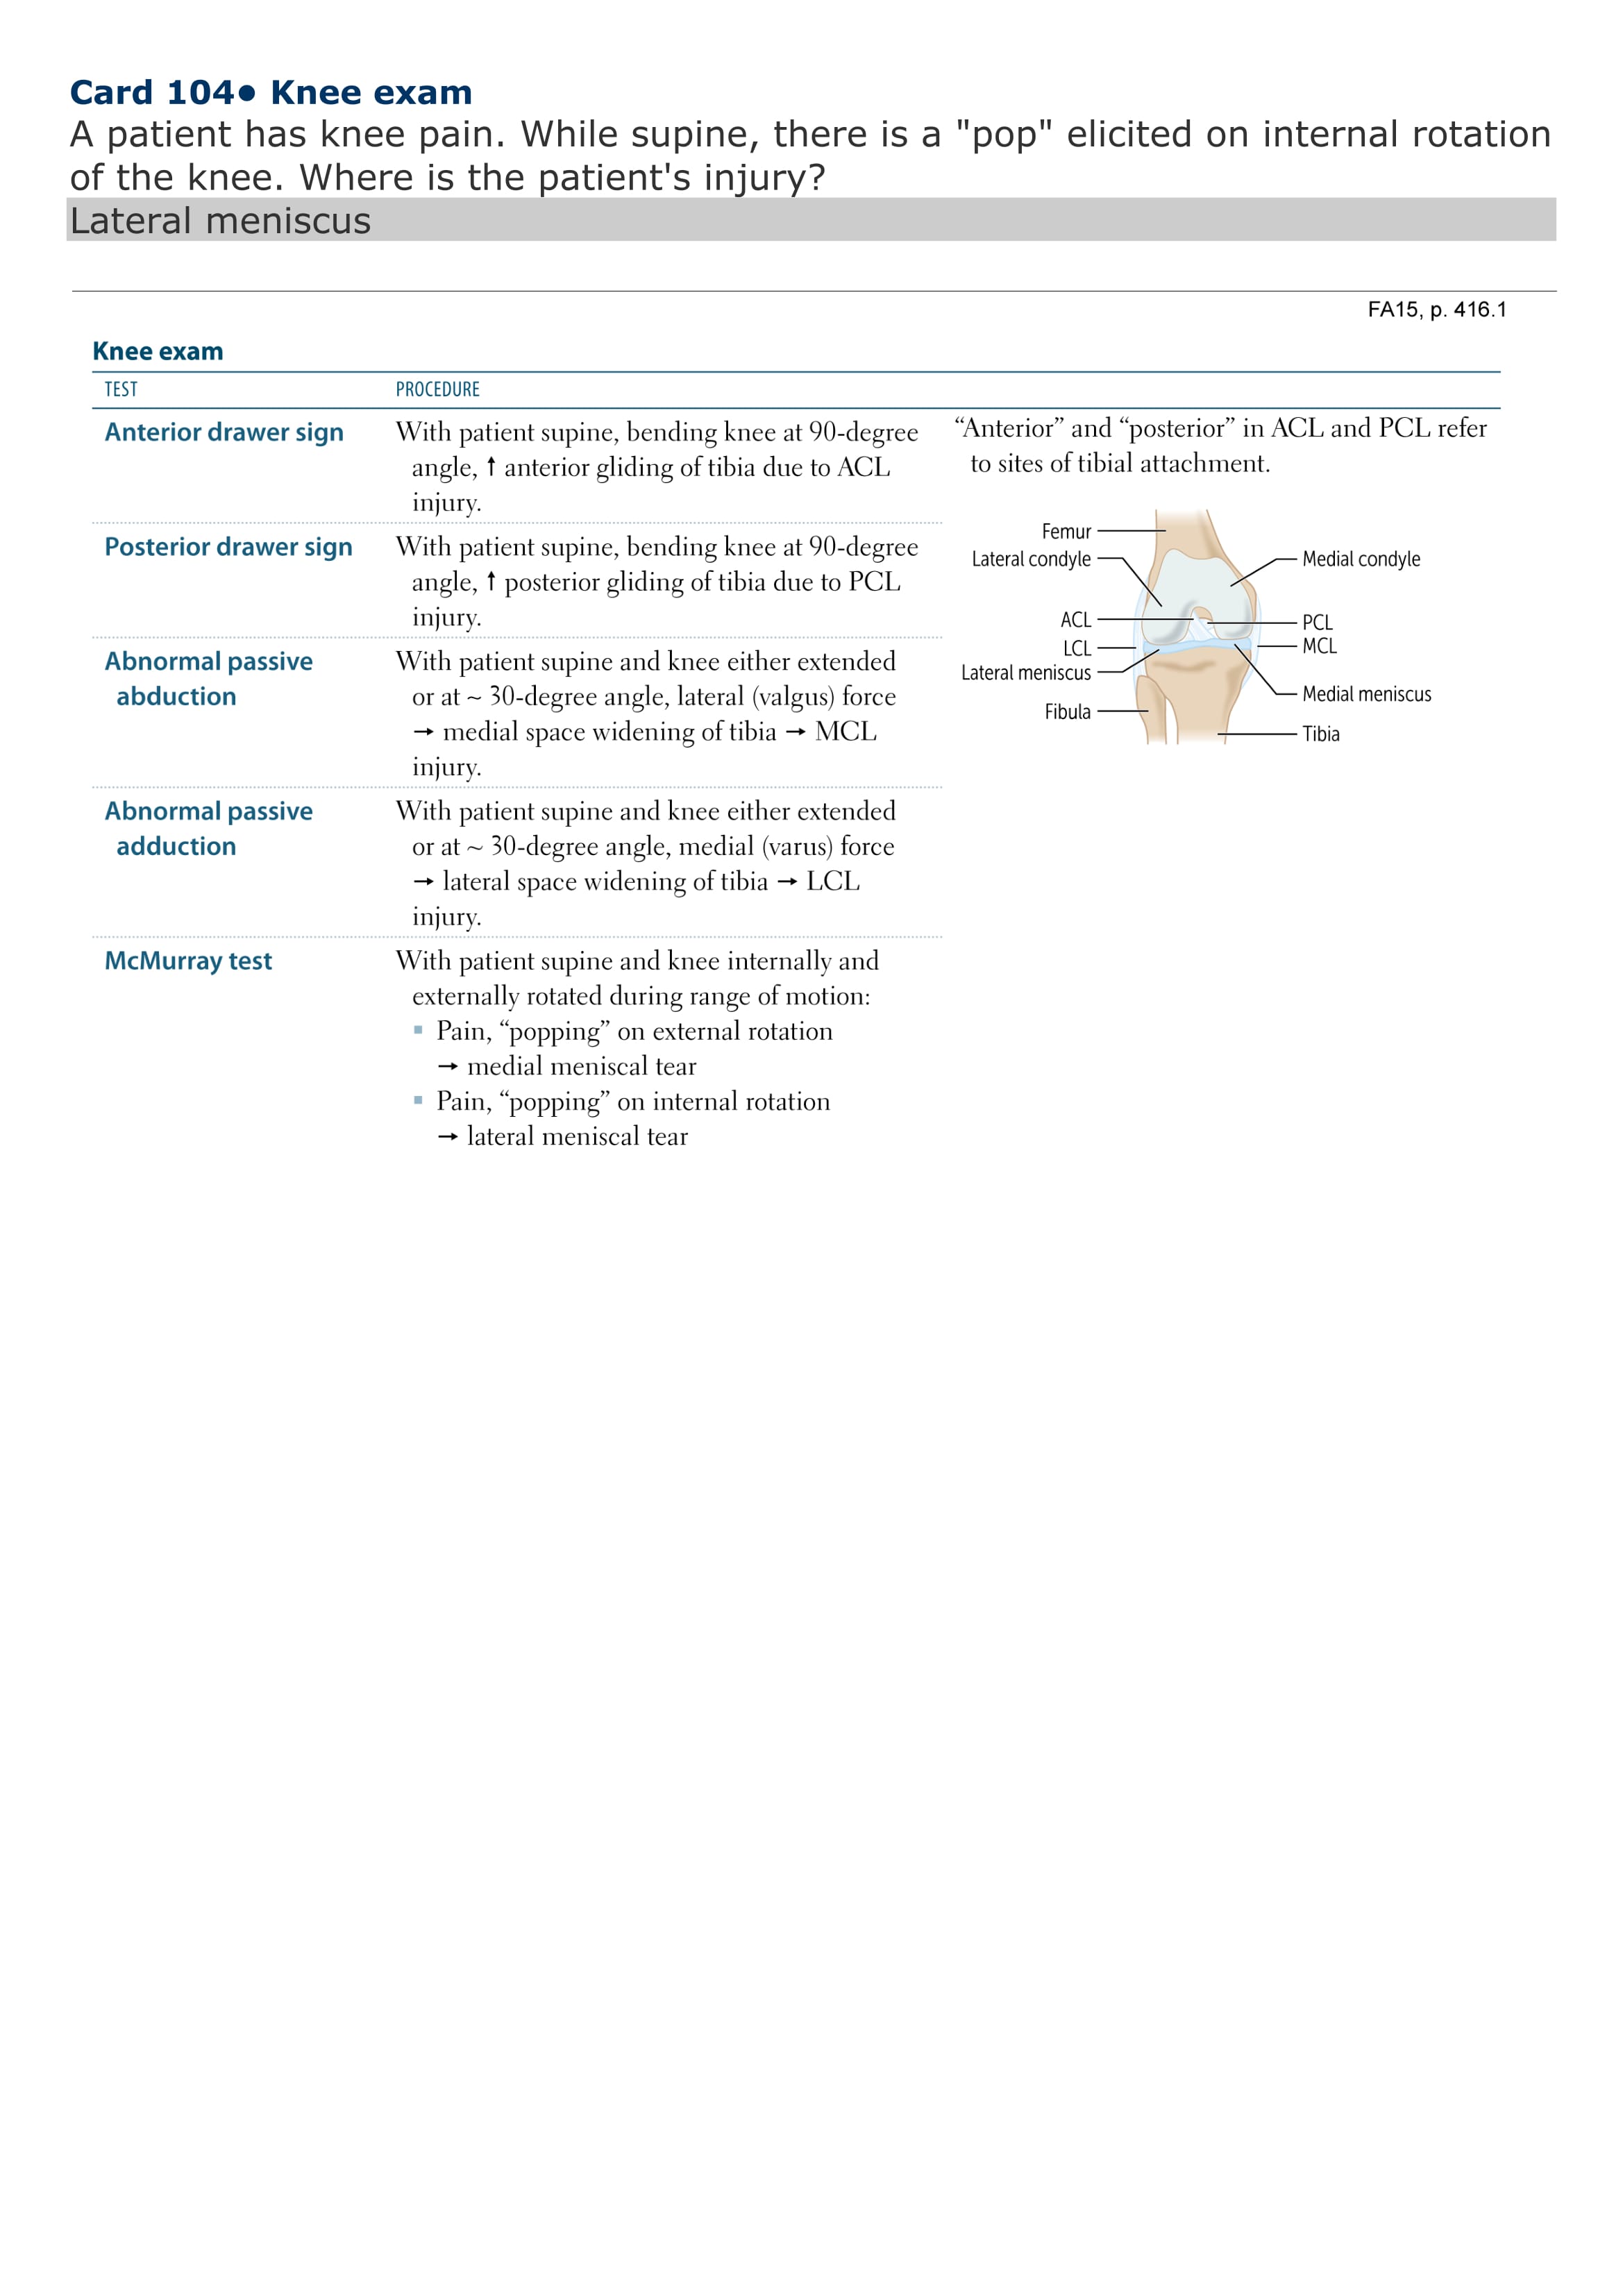 Card 104• Knee exam
A patient has knee pain. While supine, there is a "pop" elicited on internal rotation
of the knee. Where is the patient's injury?
Lateral meniscus
FA15, p. 416.1
Knee exam
TEST PROCEDURE
Anterior drawer sign
With patient supine, bending knee at 90-degree
angle, ↑ anterior gliding of tibia due to ACL
injury.
Posterior drawer sign
With patient supine, bending knee at 90-degree
angle, ↑ posterior gliding of tibia due to PCL
injury.
Abnormal passive
abduction
With patient supine and knee either extended
or at ~ 30-degree angle, lateral (valgus) force
→ medial space widening of tibia → MCL
injury.
Abnormal passive
adduction
With patient supine and knee either extended
or at ~ 30-degree angle, medial (varus) force
→ lateral space widening of tibia → LCL
injury.
McMurray test
With patient supine and knee internally and
externally rotated during range of motion:
▪ Pain, “popping” on external rotation
→ medial meniscal tear
▪ Pain, “popping” on internal rotation
→ lateral meniscal tear
“Anterior” and “posterior” in ACL and PCL refer
to sites of tibial attachment.
Femur
Lateral condyle
ACL
LCL
Lateral meniscus
Fibula
Medial condyle
PCL
MCL
Medial meniscus
Tibia